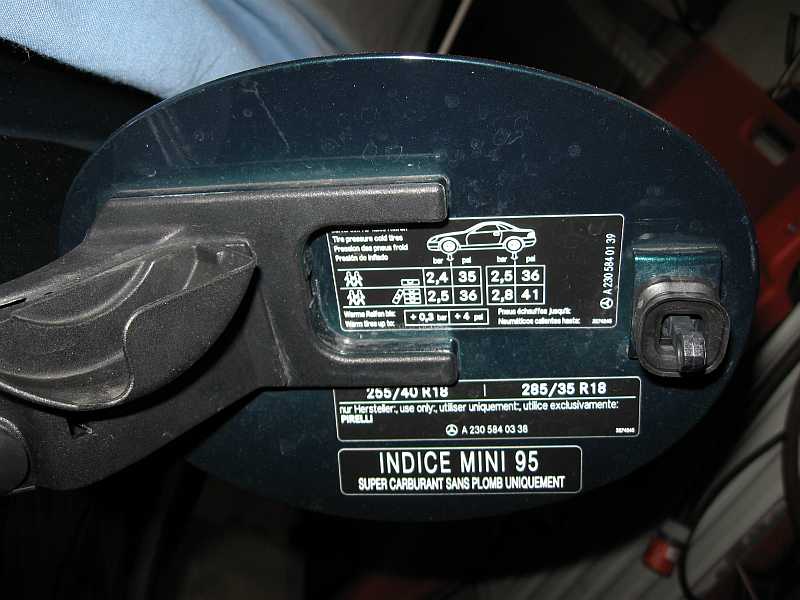 Tire pressure cold tires
Pression des pneus froid
Presión de inflado
bar psi bar psi
2,4 35 2,5 36
2,5 36 2,8 41
Warme Reifen bis:
Warm tires up to:
+ 0,3 bar + 4 psi
Pneus échauffes jusqu'à:
Neumáticos calientes hasta:
A 230 584 01 39
255/40 R18 | 285/35 R18
nur Hersteller:, use only:, utiliser uniquement:, utilice exclusivamente:
PIRELLI
A 230 584 03 38
INDICE MINI 95
SUPER CARBURANT SANS PLOMB UNIQUEMENT